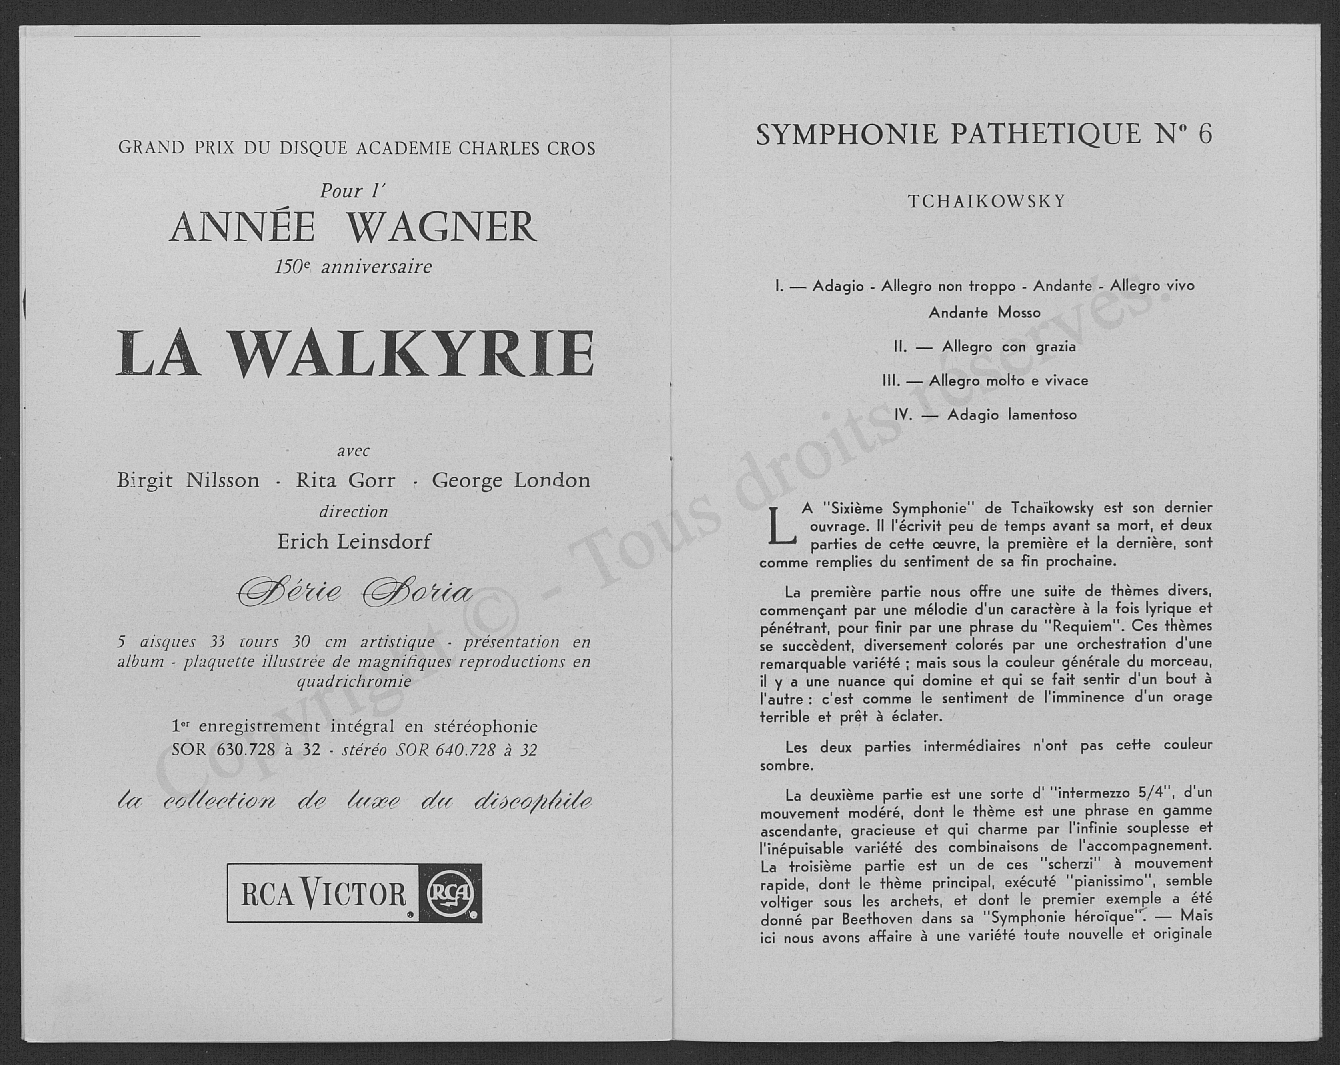 GRAND PRIX DU DISQUE ACADEMIE CHARLES CROS
Pour l'
ANNÉE WAGNER
150e anniversaire
LA WALKYRIE
avec
Birgit Nilsson - Rita Gorr - George London
direction
Erich Leinsdorf
Série Soria
5 disques 33 tours 30 cm artistique - présentation en
album - plaquette illustrée de magnifiques reproductions en
quadrichromie
1er enregistrement intégral en stéréophonie
SOR 630.728 à 32 - stéréo SOR 640.728 à 32
la collection de luxe du discophile
RCA VICTOR RCA
SYMPHONIE PATHETIQUE Nº 6
TCHAIKOWSKY
I. — Adagio - Allegro non troppo - Andante - Allegro vivo
Andante Mosso
II. — Allegro con grazia
III. — Allegro molto e vivace
IV. — Adagio lamentoso
LA "Sixième Symphonie" de Tchaïkowsky est son dernier
ouvrage. Il l'écrivit peu de temps avant sa mort, et deux
parties de cette œuvre, la première et la dernière, sont
comme remplies du sentiment de sa fin prochaine.
La première partie nous offre une suite de thèmes divers,
commençant par une mélodie d'un caractère à la fois lyrique et
pénétrant, pour finir par une phrase du "Requiem". Ces thèmes
se succèdent, diversement colorés par une orchestration d'une
remarquable variété ; mais sous la couleur générale du morceau,
il y a une nuance qui domine et qui se fait sentir d'un bout à
l'autre : c'est comme le sentiment de l'imminence d'un orage
terrible et prêt à éclater.
Les deux parties intermédiaires n'ont pas cette couleur
sombre.
La deuxième partie est une sorte d' "intermezzo 5/4", d'un
mouvement modéré, dont le thème est une phrase en gamme
ascendante, gracieuse et qui charme par l'infinie souplesse et
l'inépuisable variété des combinaisons de l'accompagnement.
La troisième partie est un de ces "scherzi" à mouvement
rapide, dont le thème principal, exécuté "pianissimo", semble
voltiger sous les archets, et dont le premier exemple a été
donné par Beethoven dans sa "Symphonie héroïque". — Mais
ici nous avons affaire à une variété toute nouvelle et originale
Copyright © - Tous droits réservés.